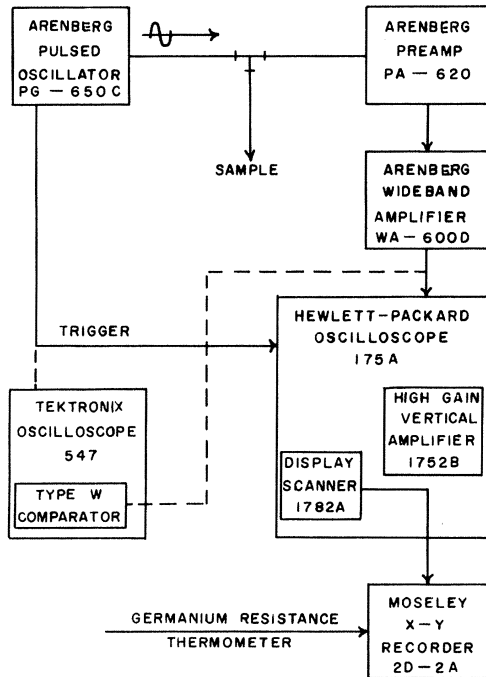 ARENBERG
PULSED
OSCILLATOR
PG-650C
ARENBERG
PREAMP
PA-620
SAMPLE
ARENBERG
WIDEBAND
AMPLIFIER
WA-600D
TRIGGER
HEWLETT-PACKARD
OSCILLOSCOPE
175A
TEKTRONIX
OSCILLOSCOPE
547
TYPE W
COMPARATOR
HIGH GAIN
VERTICAL
AMPLIFIER
1752B
DISPLAY
SCANNER
1782A
GERMANIUM RESISTANCE
THERMOMETER
MOSELEY
X-Y
RECORDER
2D-2A